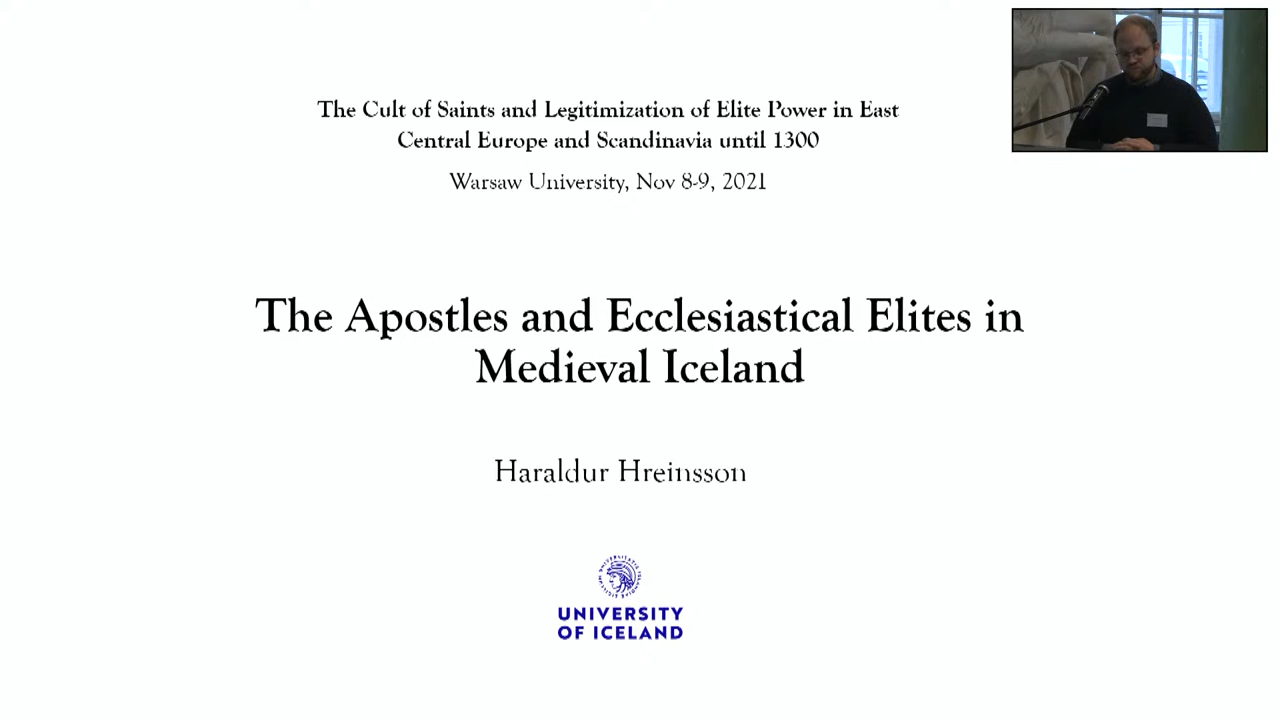 The Cult of Saints and Legitimization of Elite Power in East
Central Europe and Scandinavia until 1300
Warsaw University, Nov 8-9, 2021
The Apostles and Ecclesiastical Elites in
Medieval Iceland
Haraldur Hreinsson
UNIVERSITY
OF ICELAND